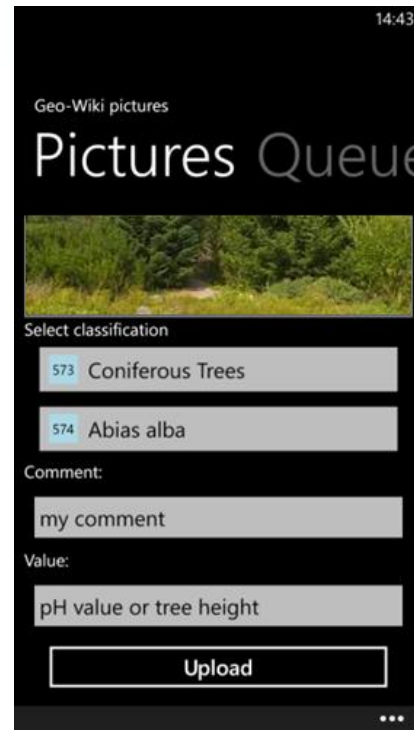 14:43
Geo-Wiki pictures
Pictures Queue
Select classification
573 Coniferous Trees
574 Abias alba
Comment:
my comment
Value:
pH value or tree height
Upload